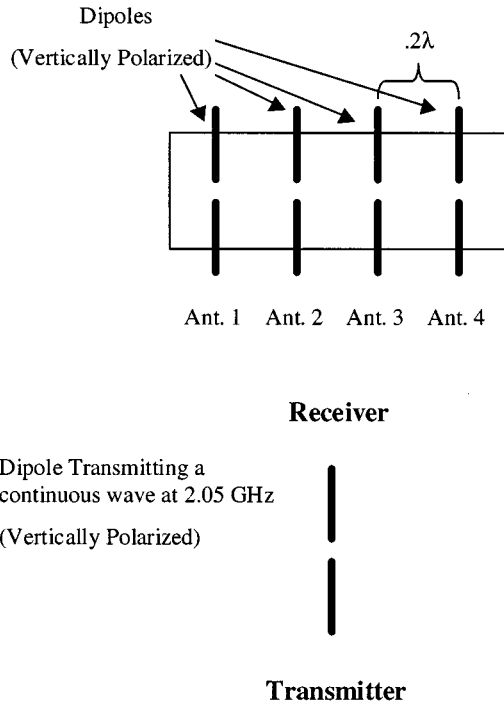 Dipoles
(Vertically Polarized)
.2λ
Ant. 1 Ant. 2 Ant. 3 Ant. 4
Receiver
Dipole Transmitting a
continuous wave at 2.05 GHz
(Vertically Polarized)
Transmitter